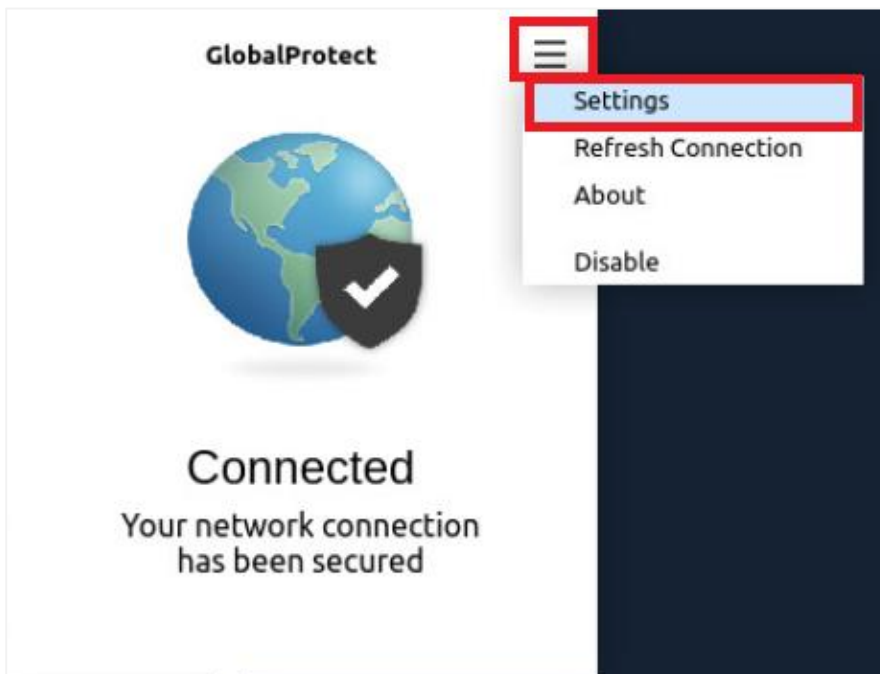 GlobalProtect
Settings
Refresh Connection
About
Disable
Connected
Your network connection
has been secured